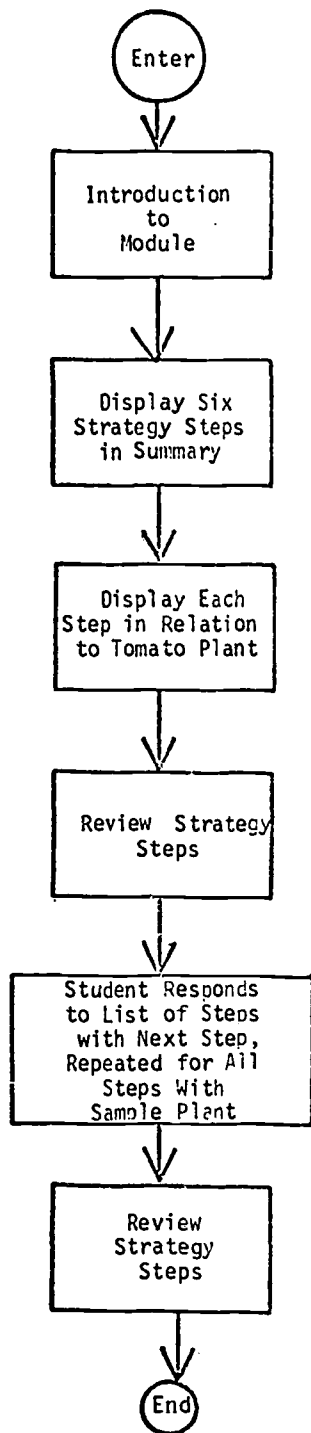 Enter
Introduction
to
Module
Display Six
Strategy Steps
in Summary
Display Each
Step in Relation
to Tomato Plant
Review Strategy
Steps
Student Responds
to List of Steps
with Next Step,
Repeated for All
Steps With
Sample Plant
Review
Strategy
Steps
End